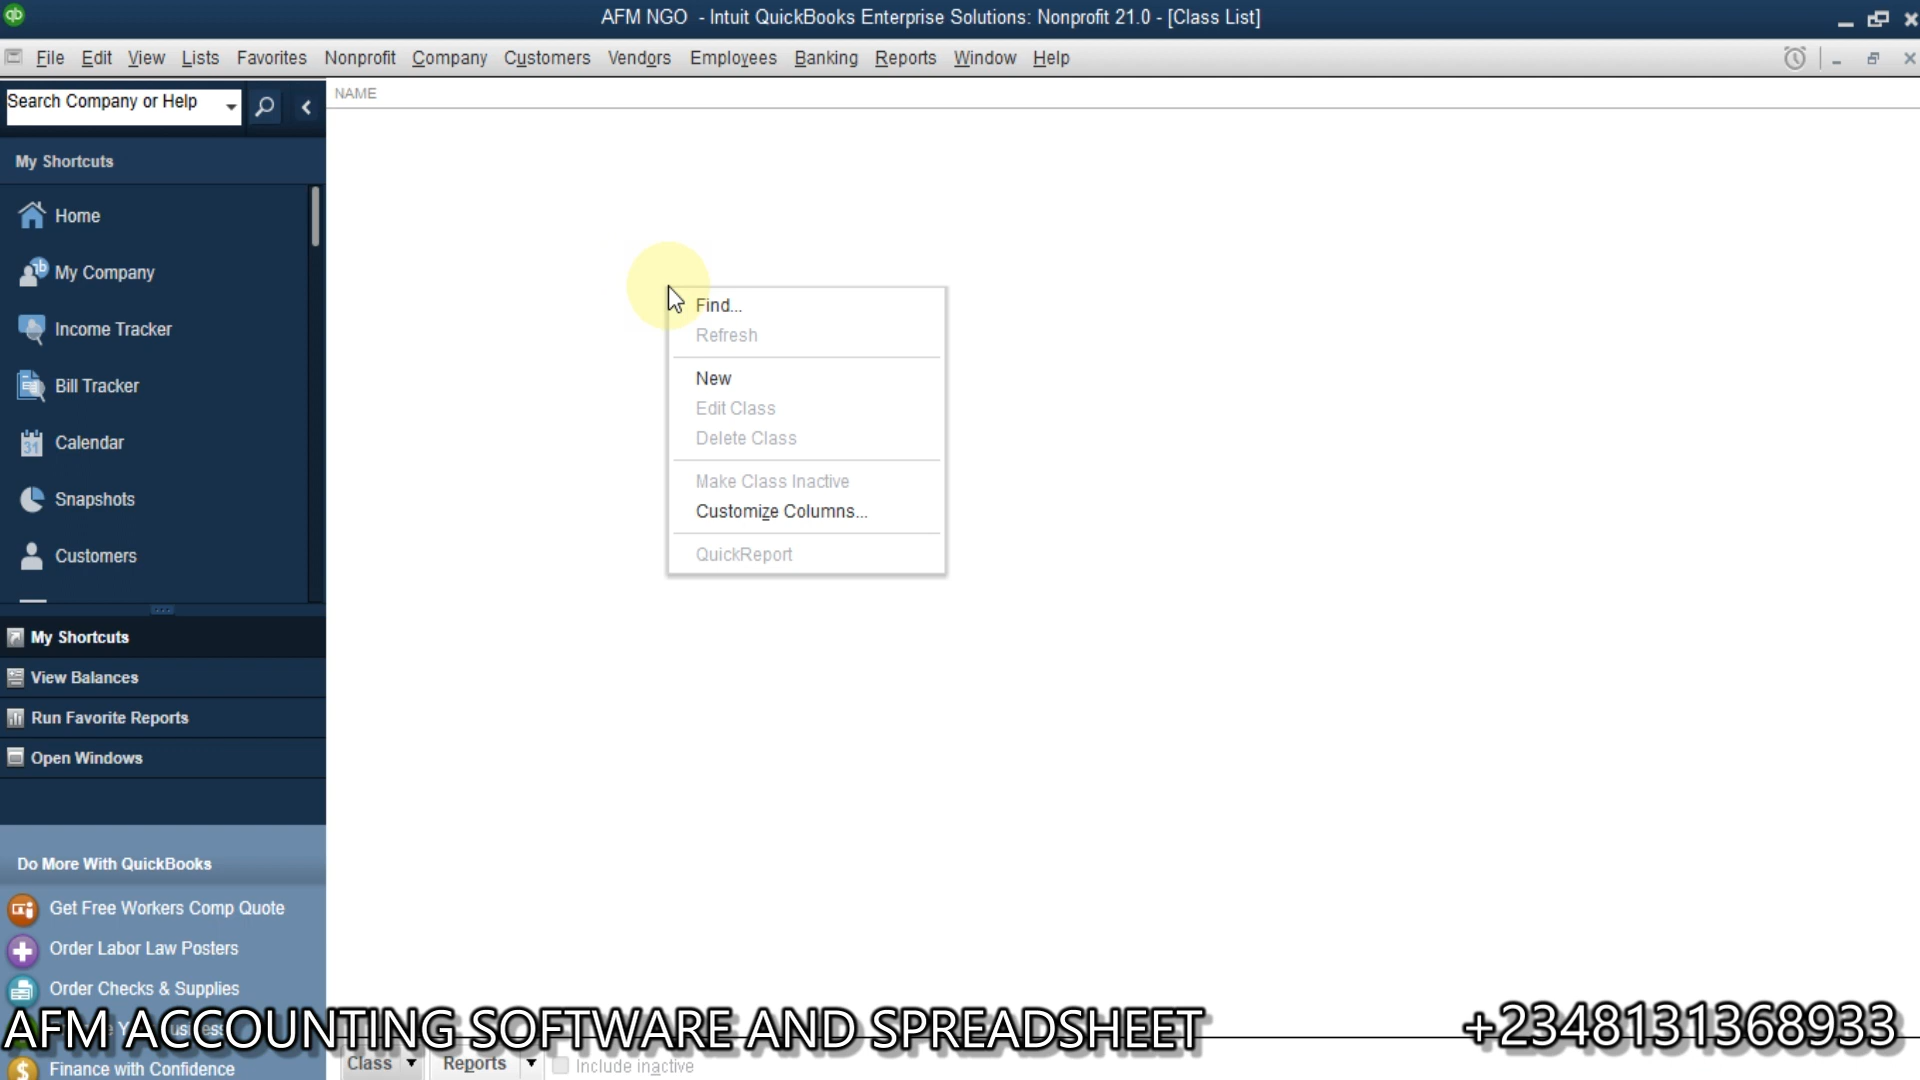 AFM NGO - Intuit QuickBooks Enterprise Solutions: Nonprofit 21.0 - [Class List]
File Edit View Lists Favorites Nonprofit Company Customers Vendors Employees Banking Reports Window Help
Search Company or Help
NAME
My Shortcuts
Home
My Company
Income Tracker
Bill Tracker
31 Calendar
Snapshots
Customers
Find...
Refresh
New
Edit Class
Delete Class
Make Class Inactive
Customize Columns...
QuickReport
My Shortcuts
View Balances
Run Favorite Reports
Open Windows
Do More With QuickBooks
Get Free Workers Comp Quote
Order Labor Law Posters
Order Checks & Supplies
AFM ACCOUNTING SOFTWARE AND SPREADSHEET +2348131368933
Finance with Confidence
Class Reports Include inactive